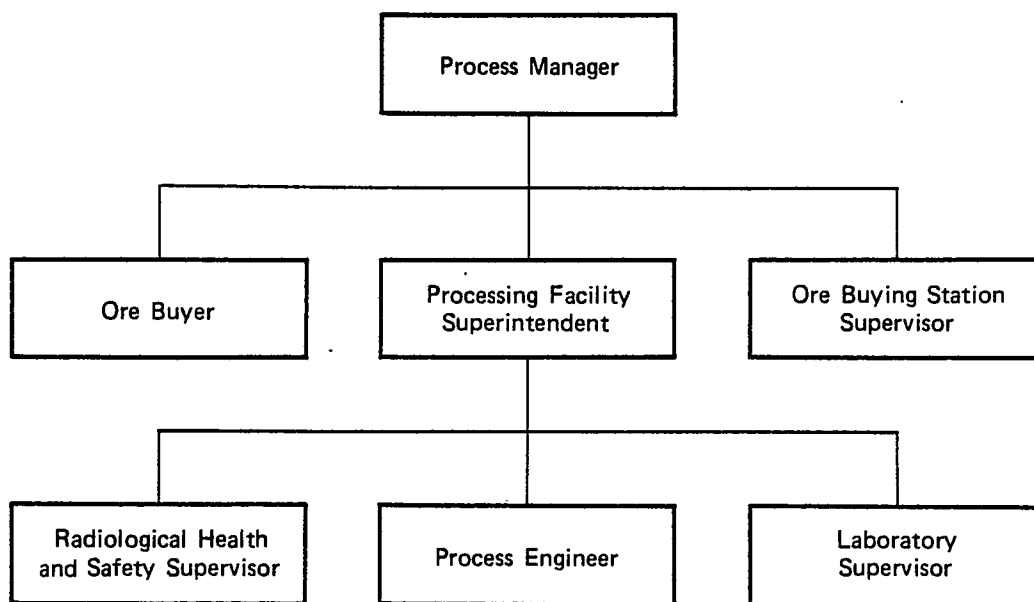 Process Manager
Ore Buyer
Processing Facility
Superintendent
Ore Buying Station
Supervisor
Radiological Health
and Safety Supervisor
Process Engineer
Laboratory
Supervisor